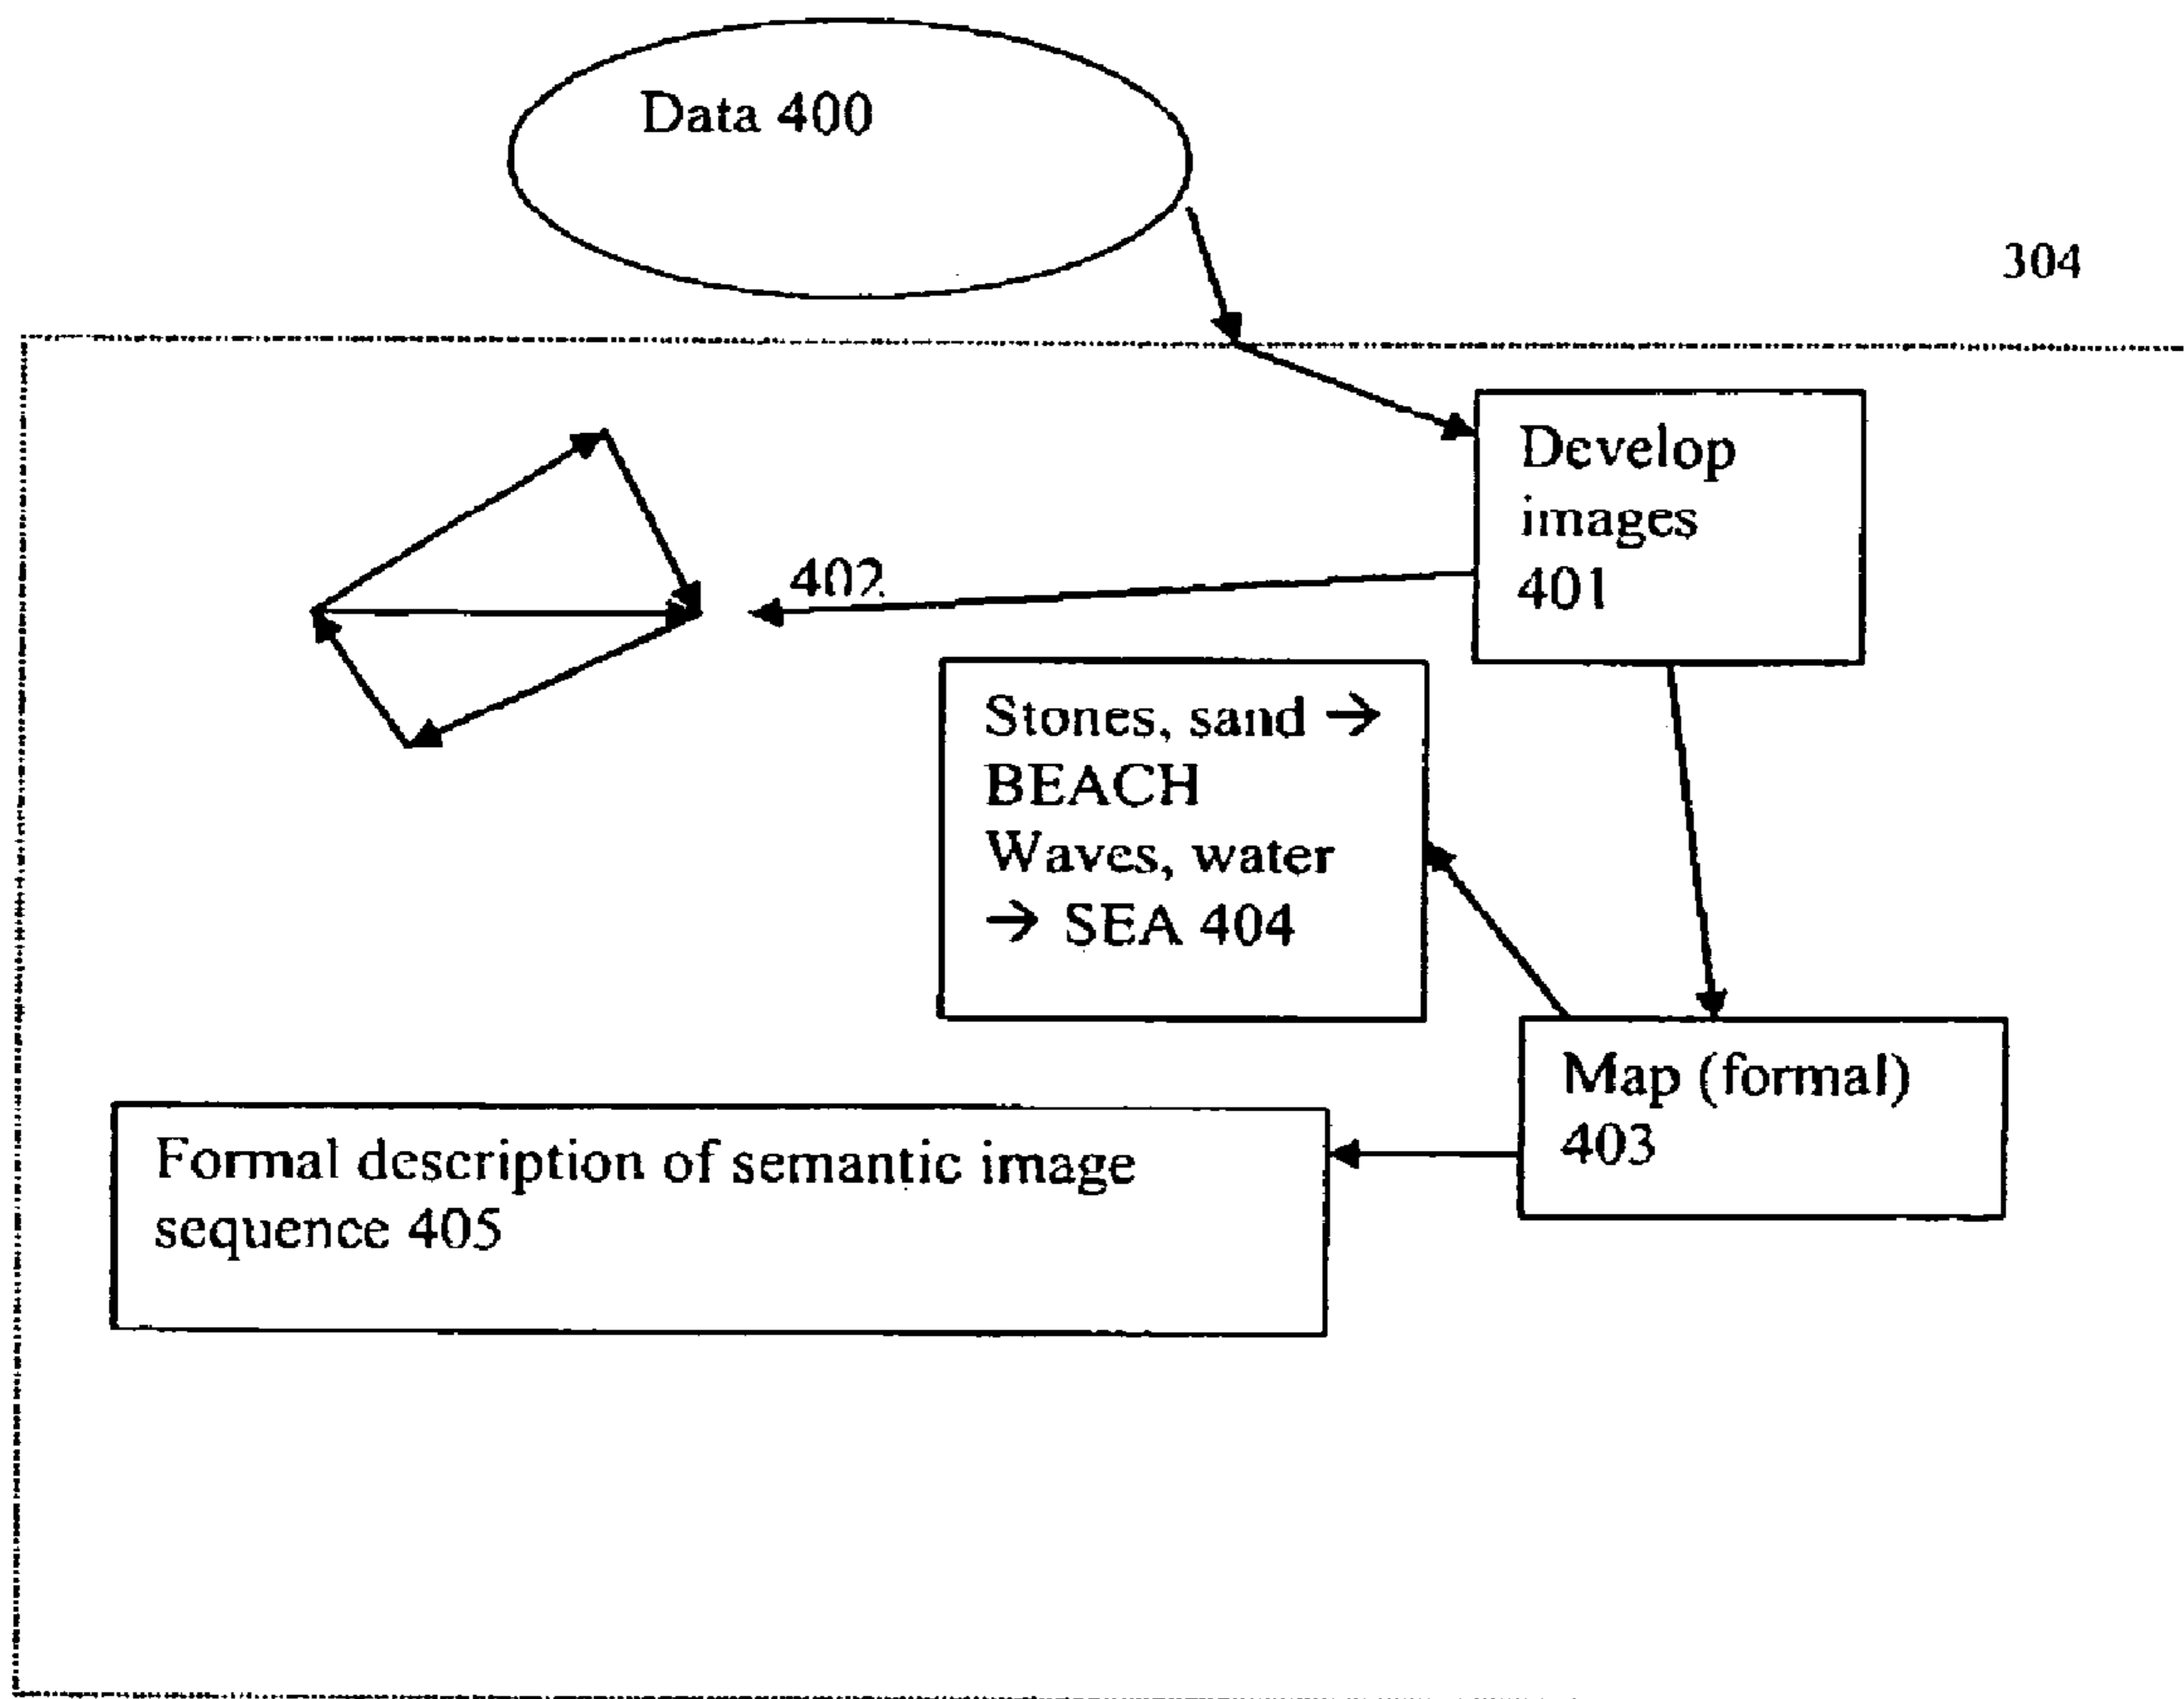 Data 400
304
Develop
images
401
402
Stones, sand →
BEACH
Waves, water
→ SEA 404
Map (formal)
403
Formal description of semantic image
sequence 405